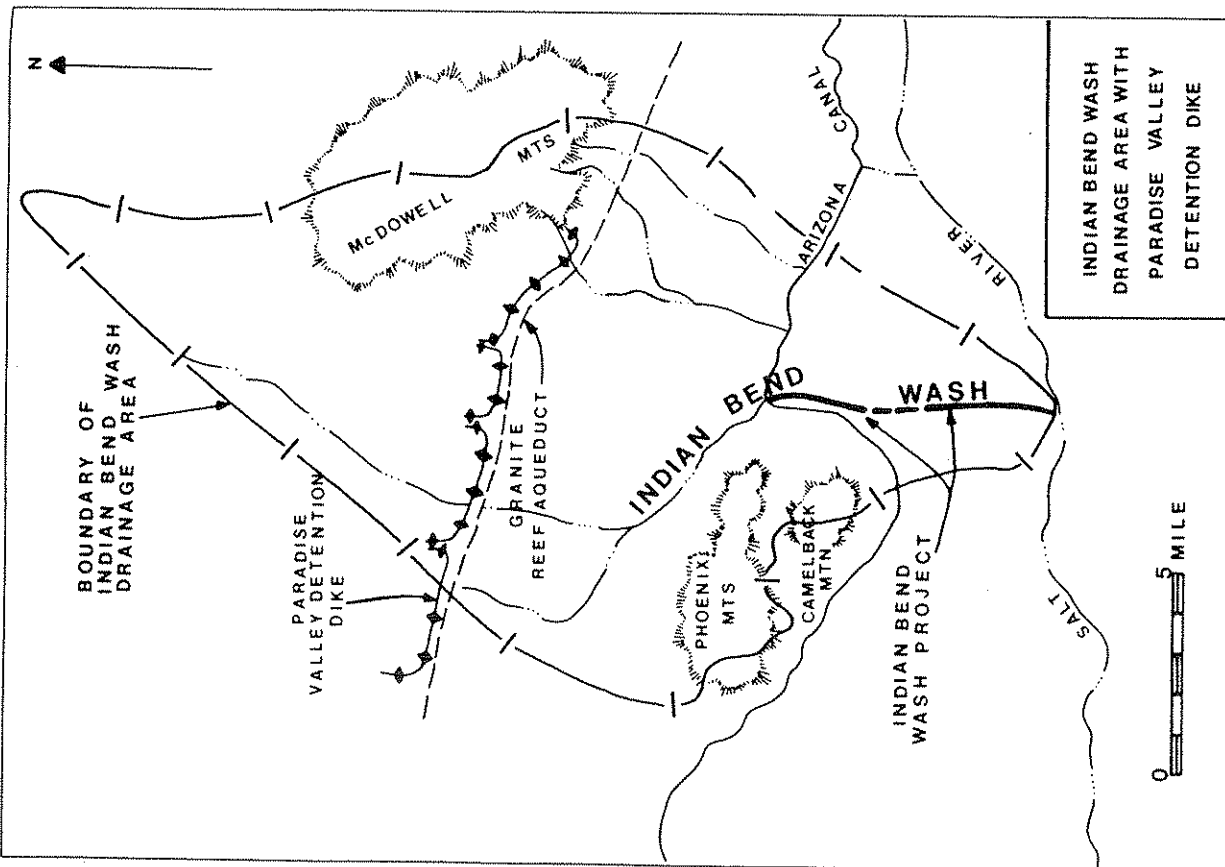 N
BOUNDARY OF
INDIAN BEND WASH
DRAINAGE AREA
McDOWELL
MTS
PARADISE
VALLEY DETENTION
DIKE
GRANITE
REEF AQUEDUCT
INDIAN BEND
WASH
PHOENIX
MTS
CAMELBACK
MTN
ARIZONA
CANAL
INDIAN BEND
WASH PROJECT
SALT
RIVER
0
5
MILE
INDIAN BEND WASH
DRAINAGE AREA WITH
PARADISE VALLEY
DETENTION DIKE